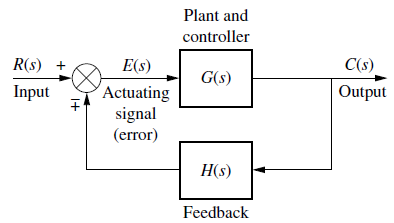 Plant and
controller
R(s) +
E(s)
G(s)
C(s)
Input
∓
Actuating
signal
(error)
Output
H(s)
Feedback